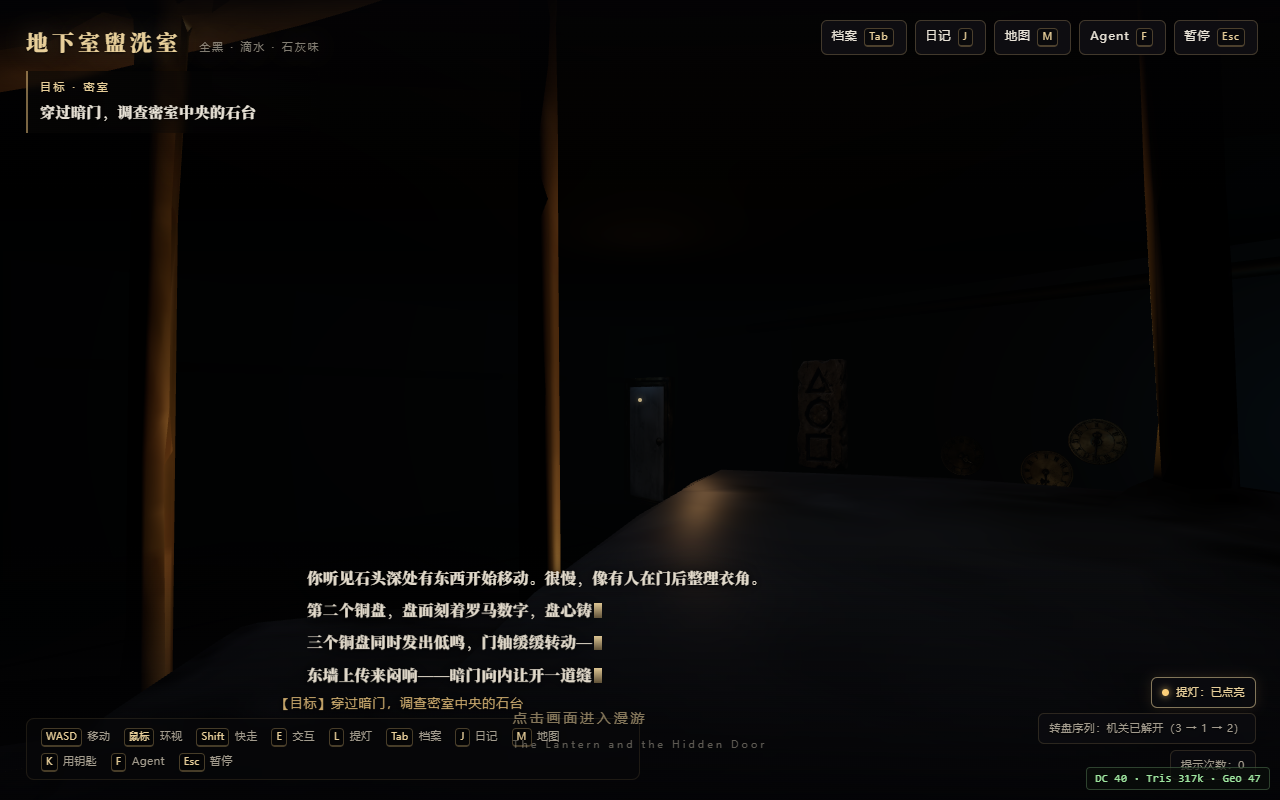 地下室盥洗室 全黑 · 滴水 · 石灰味
档案 Tab 日记 J 地图 M Agent F 暂停 Esc
目标 · 密室
穿过暗门，调查密室中央的石台
你听见石头深处有东西开始移动。很慢，像有人在门后整理衣角。
第二个铜盘，盘面刻着罗马数字，盘心铸
三个铜盘同时发出低鸣，门轴缓缓转动—
东墙上传来闷响——暗门向内让开一道缝
【目标】穿过暗门，调查密室中央的石台
点击画面进入漫游
The Lantern and the Hidden Door
WASD 移动 鼠标 环视 Shift 快走 E 交互 L 提灯 Tab 档案 J 日记 M 地图
K 用钥匙 F Agent Esc 暂停
提灯：已点亮
转盘序列：机关已解开（3 → 1 → 2）
提示次数：0
DC 40 · Tris 317k · Geo 47